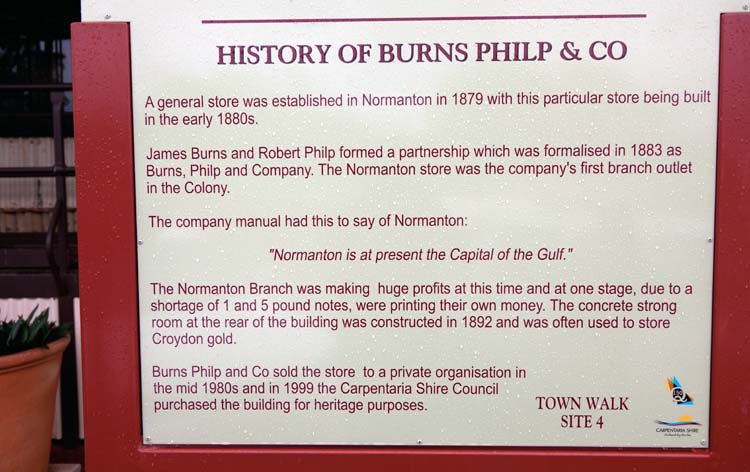 HISTORY OF BURNS PHILP & CO
A general store was established in Normanton in 1879 with this particular store being built
in the early 1880s.
James Burns and Robert Philp formed a partnership which was formalised in 1883 as
Burns, Philp and Company. The Normanton store was the company's first branch outlet
in the Colony.
The company manual had this to say of Normanton:
"Normanton is at present the Capital of the Gulf."
The Normanton Branch was making  huge profits at this time and at one stage, due to a
shortage of 1 and 5 pound notes, were printing their own money. The concrete strong
room at the rear of the building was constructed in 1892 and was often used to store
Croydon gold.
Burns Philp and Co sold the store  to a private organisation in
the mid 1980s and in 1999 the Carpentaria Shire Council
purchased the building for heritage purposes.
TOWN WALK
SITE 4
CARPENTARIA SHIRE